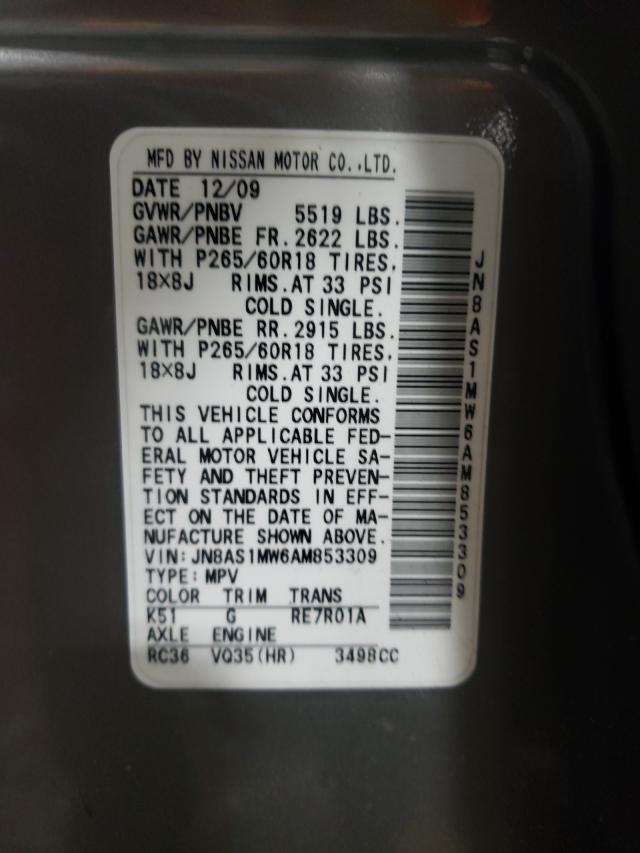 MFD BY NISSAN MOTOR CO.,LTD.
DATE 12/09
GVWR/PNBV 5519 LBS.
GAWR/PNBE FR.2622 LBS.
WITH P265/60R18 TIRES,
18×8J RIMS.AT 33 PSI
COLD SINGLE.
GAWR/PNBE RR.2915 LBS.
WITH P265/60R18 TIRES,
18×8J RIMS.AT 33 PSI
COLD SINGLE.
THIS VEHICLE CONFORMS
TO ALL APPLICABLE FED-
ERAL MOTOR VEHICLE SA-
FETY AND THEFT PREVEN-
TION STANDARDS IN EFF-
ECT ON THE DATE OF MA-
NUFACTURE SHOWN ABOVE.
VIN:JN8AS1MW6AM853309
TYPE:MPV
COLOR TRIM TRANS
K51 G RE7R01A
AXLE ENGINE
RC36 VQ35(HR) 3498CC
JN8AS1MW6AM853309